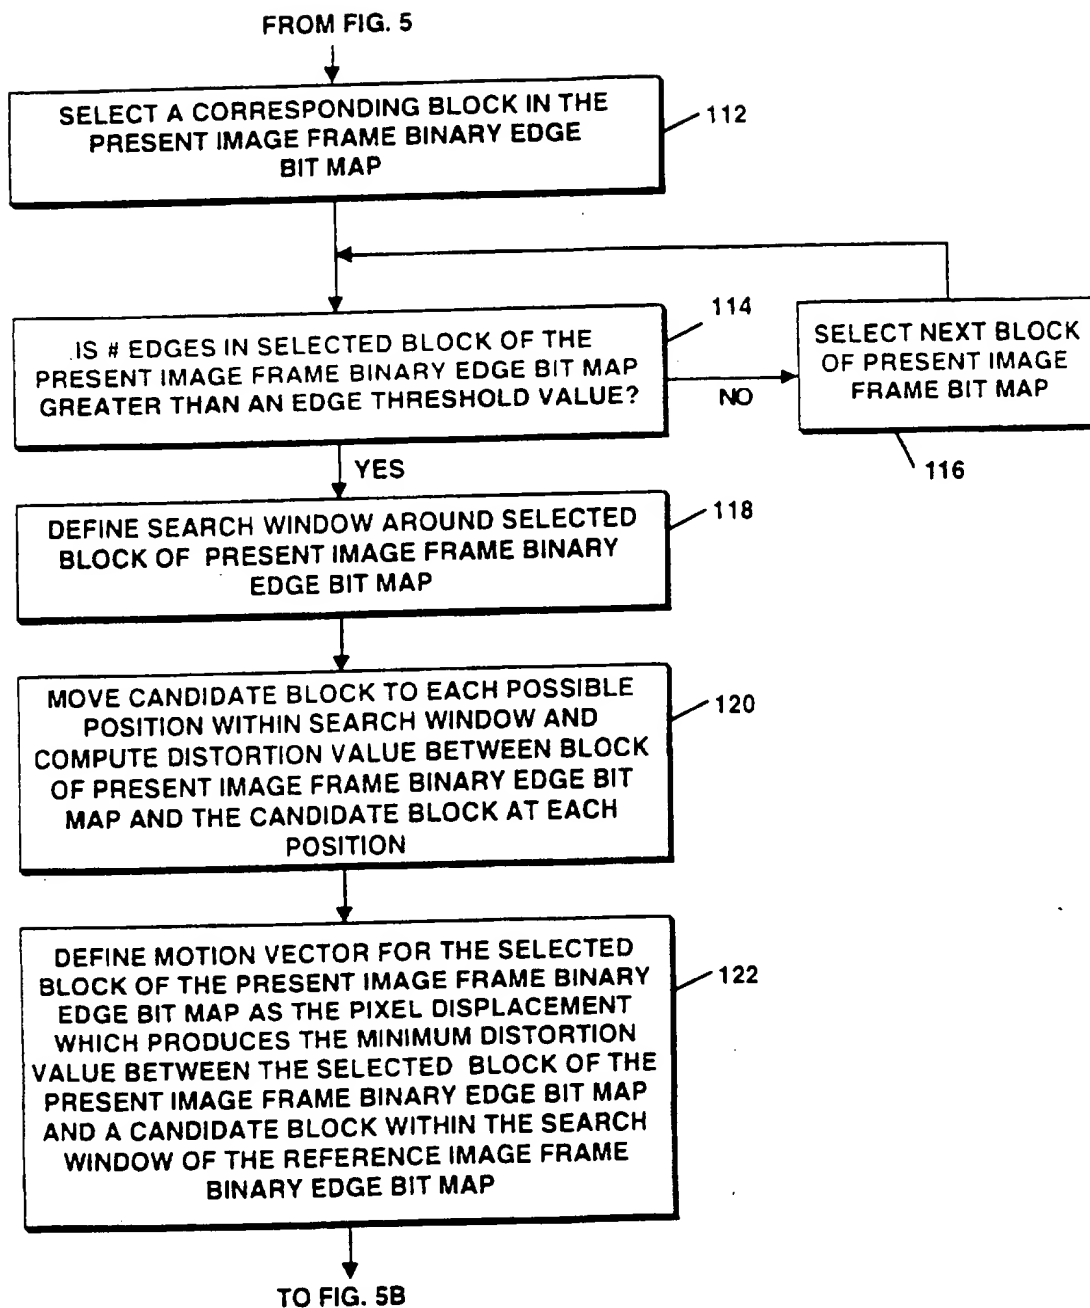 FROM FIG. 5
SELECT A CORRESPONDING BLOCK IN THE
PRESENT IMAGE FRAME BINARY EDGE
BIT MAP
112
IS # EDGES IN SELECTED BLOCK OF THE
PRESENT IMAGE FRAME BINARY EDGE BIT MAP
GREATER THAN AN EDGE THRESHOLD VALUE?
114
NO
SELECT NEXT BLOCK
OF PRESENT IMAGE
FRAME BIT MAP
116
YES
DEFINE SEARCH WINDOW AROUND SELECTED
BLOCK OF PRESENT IMAGE FRAME BINARY
EDGE BIT MAP
118
MOVE CANDIDATE BLOCK TO EACH POSSIBLE
POSITION WITHIN SEARCH WINDOW AND
COMPUTE DISTORTION VALUE BETWEEN BLOCK
OF PRESENT IMAGE FRAME BINARY EDGE BIT
MAP AND THE CANDIDATE BLOCK AT EACH
POSITION
120
DEFINE MOTION VECTOR FOR THE SELECTED
BLOCK OF THE PRESENT IMAGE FRAME BINARY
EDGE BIT MAP AS THE PIXEL DISPLACEMENT
WHICH PRODUCES THE MINIMUM DISTORTION
VALUE BETWEEN THE SELECTED BLOCK OF THE
PRESENT IMAGE FRAME BINARY EDGE BIT MAP
AND A CANDIDATE BLOCK WITHIN THE SEARCH
WINDOW OF THE REFERENCE IMAGE FRAME
BINARY EDGE BIT MAP
122
TO FIG. 5B